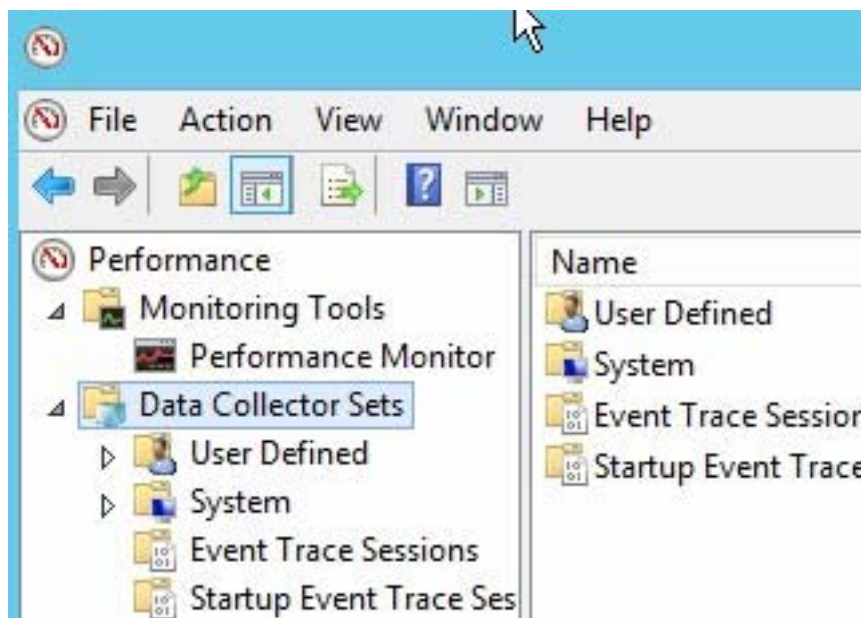 File Action View Window Help
Performance
Monitoring Tools
Performance Monitor
Data Collector Sets
User Defined
System
Event Trace Sessions
Startup Event Trace Ses
Name
User Defined
System
Event Trace Session
Startup Event Trace